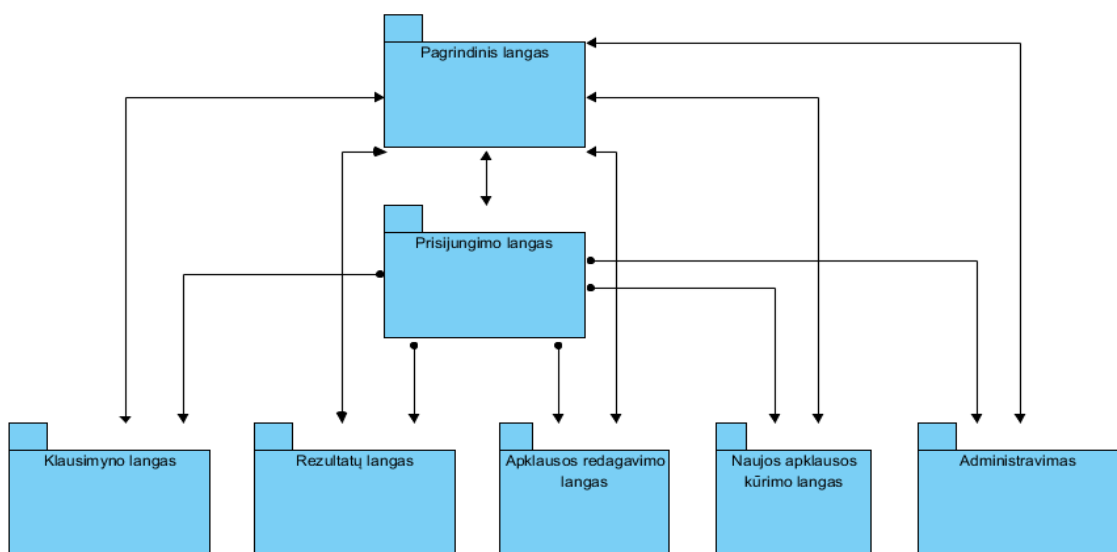 Pagrindinis langas
Prisijungimo langas
Klausimyno langas
Rezultatų langas
Apklausos redagavimo
langas
Naujos apklausos
kūrimo langas
Administravimas